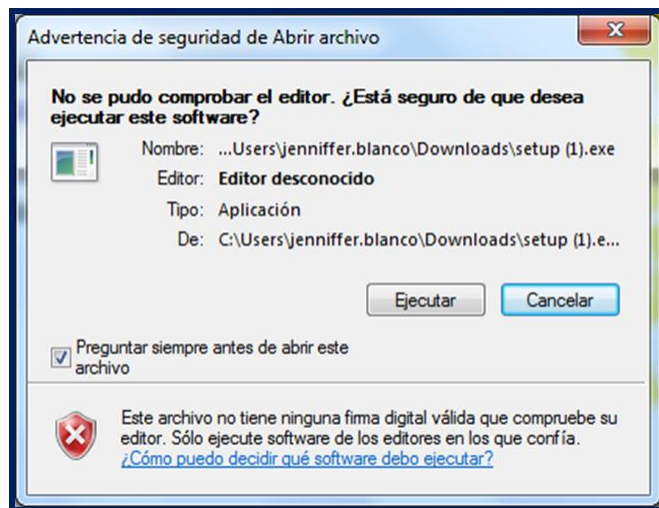 Advertencia de seguridad de Abrir archivo
No se pudo comprobar el editor. ¿Está seguro de que desea
ejecutar este software?
Nombre: ...Users\jenniffer.blanco\Downloads\setup (1).exe
Editor: Editor desconocido
Tipo: Aplicación
De: C:\Users\jenniffer.blanco\Downloads\setup (1).e...
Ejecutar Cancelar
Preguntar siempre antes de abrir este
archivo
Este archivo no tiene ninguna firma digital válida que compruebe su
editor. Sólo ejecute software de los editores en los que confía.
¿Cómo puedo decidir qué software debo ejecutar?